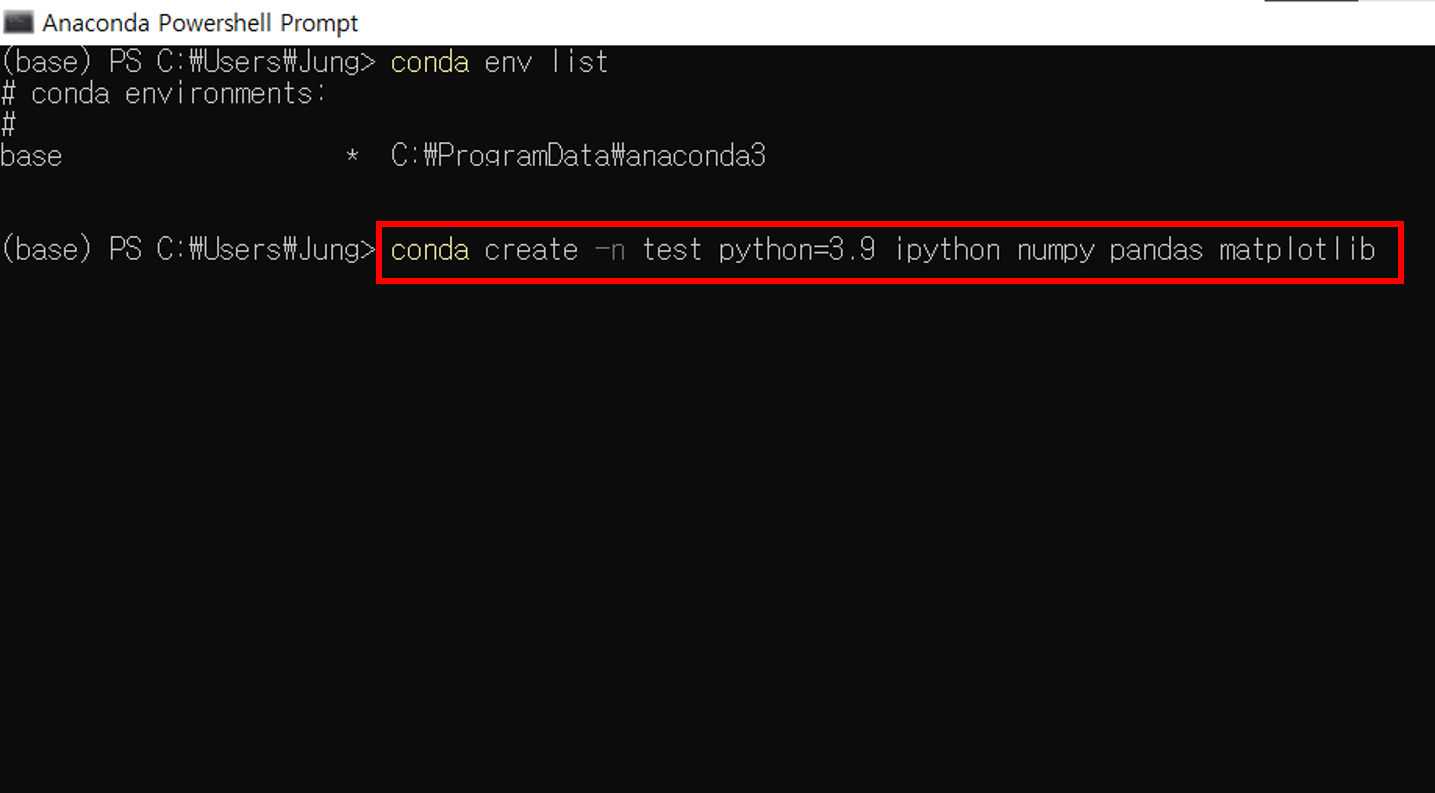 Anaconda Powershell Prompt
(base) PS C:₩Users₩Jung> conda env list
# conda environments:
#
base                  *  C:₩ProgramData₩anaconda3
(base) PS C:₩Users₩Jung> conda create -n test python=3.9 ipython numpy pandas matplotlib